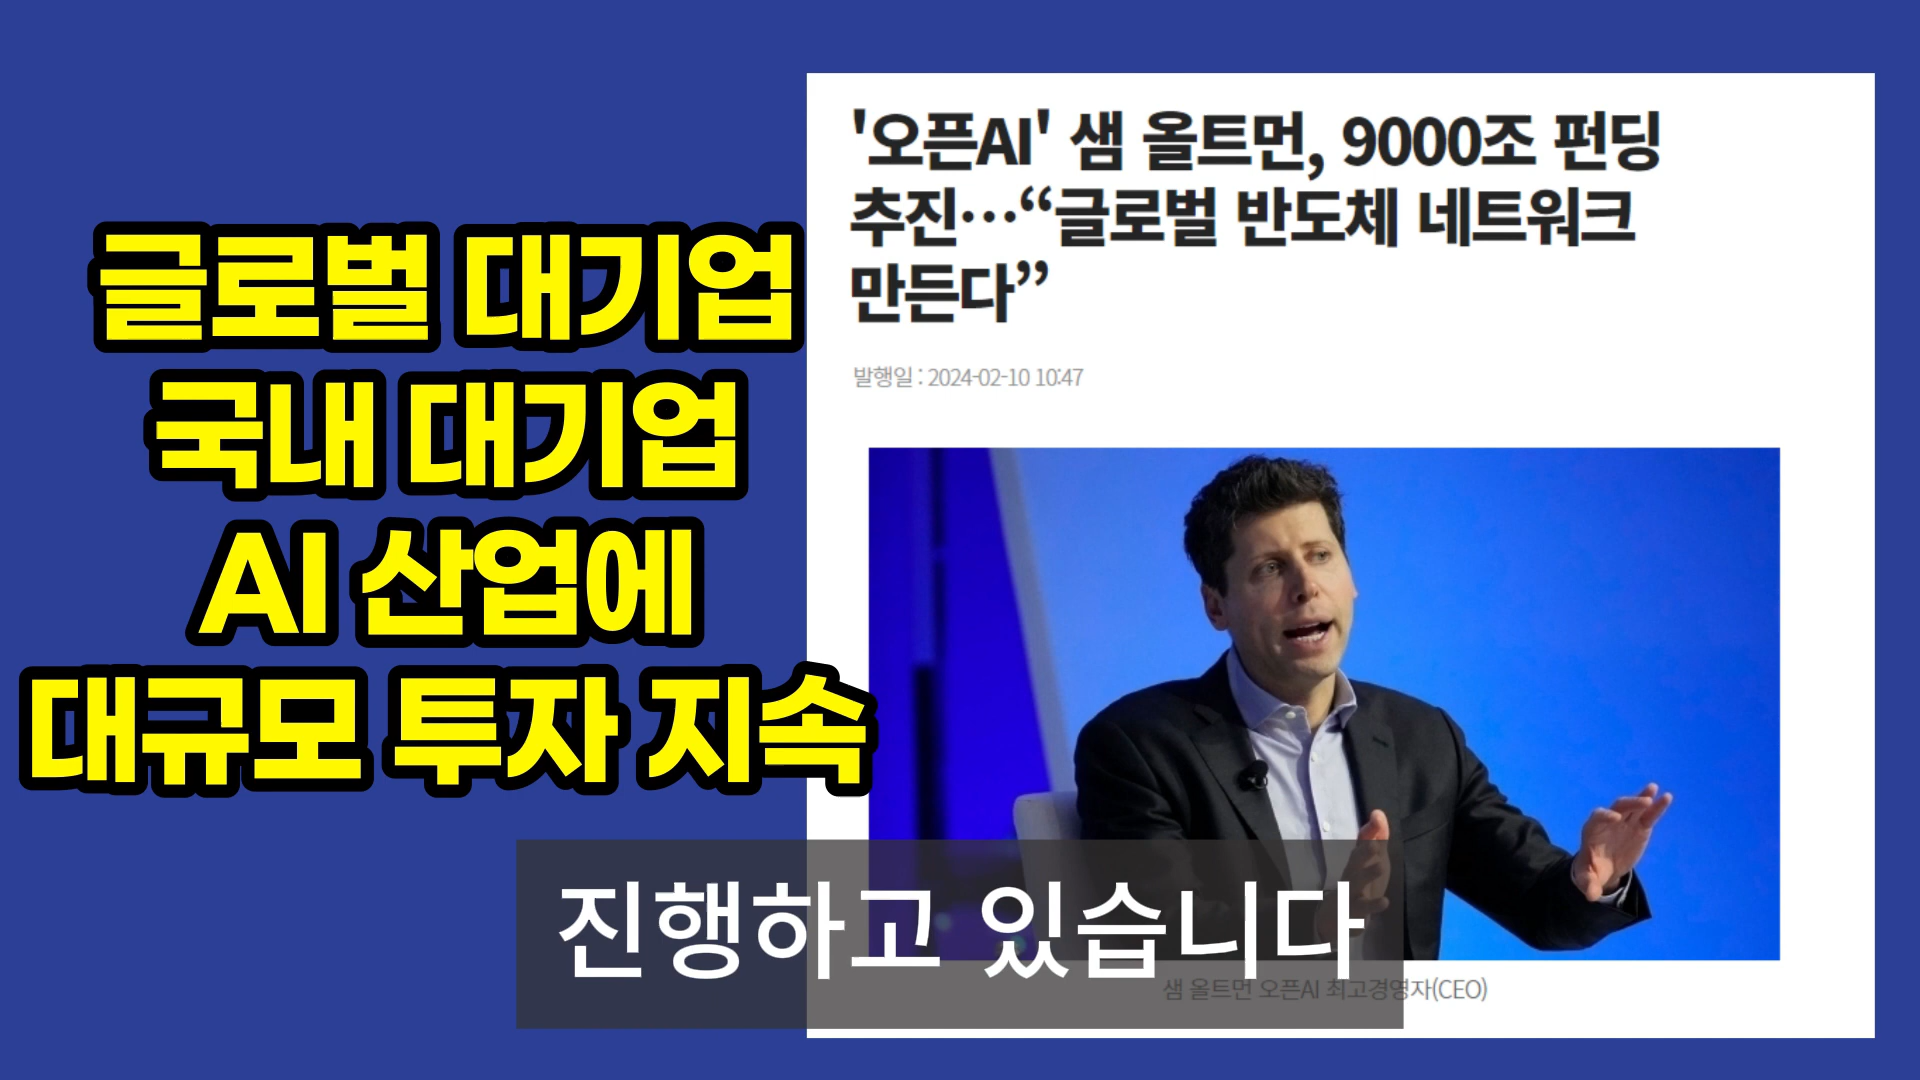 글로벌 대기업
국내 대기업
AI 산업에
대규모 투자 지속
'오픈AI' 샘 올트먼, 9000조 펀딩
추진…“글로벌 반도체 네트워크
만든다”
발행일 : 2024-02-10 10:47
샘 올트먼 오픈AI 최고경영자(CEO)
진행하고 있습니다